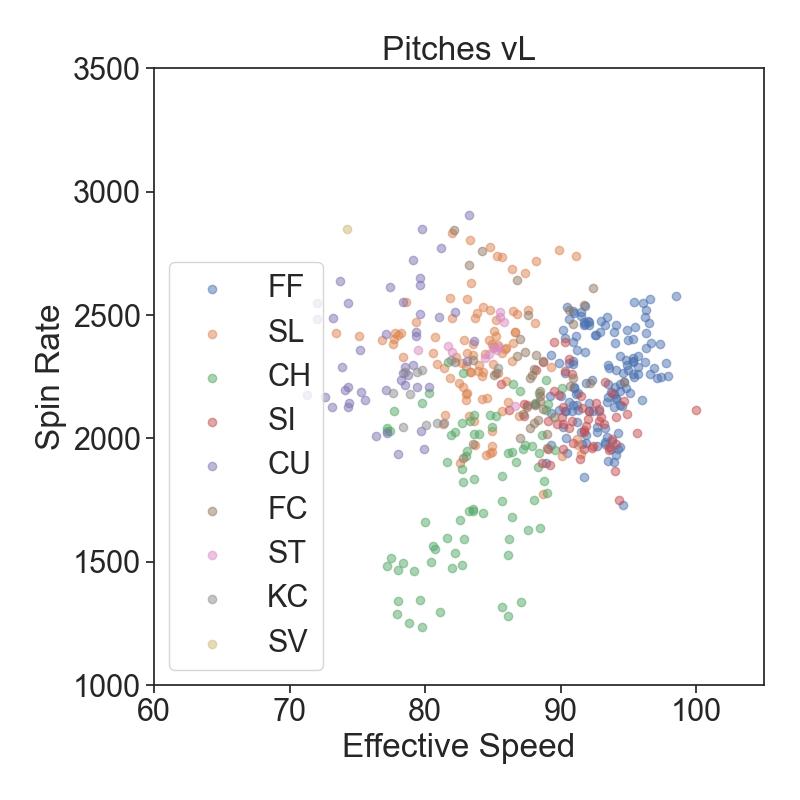 Pitches vL
3500
3000
2500
2000
1500
1000
Spin Rate
FF
SL
CH
SI
CU
FC
ST
KC
SV
60
70
80
90
100
Effective Speed